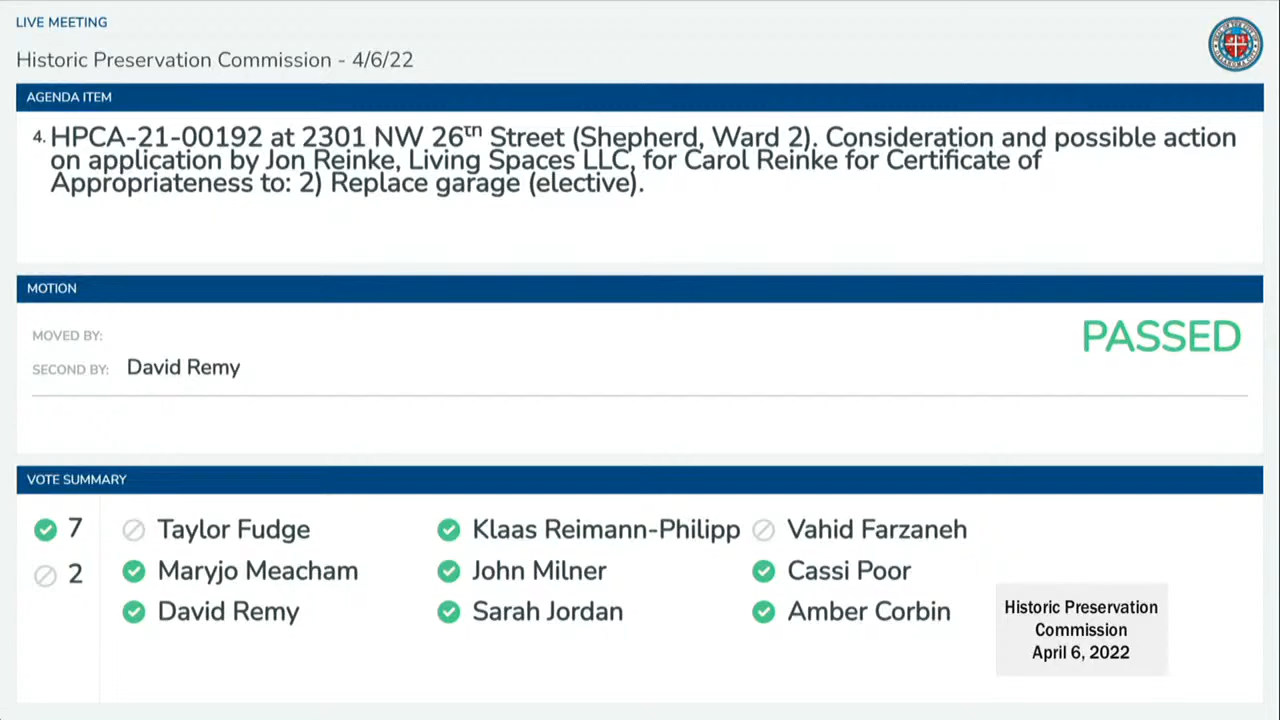 LIVE MEETING
Historic Preservation Commission - 4/6/22
AGENDA ITEM
4. HPCA-21-00192 at 2301 NW 26th Street (Shepherd, Ward 2). Consideration and possible action
on application by Jon Reinke, Living Spaces LLC, for Carol Reinke for Certificate of
Appropriateness to: 2) Replace garage (elective).
MOTION
MOVED BY:
PASSED
SECOND BY: David Remy
VOTE SUMMARY
7 Taylor Fudge Klaas Reimann-Philipp Vahid Farzaneh
2 Maryjo Meacham John Milner Cassi Poor
David Remy Sarah Jordan Amber Corbin
Historic Preservation
Commission
April 6, 2022